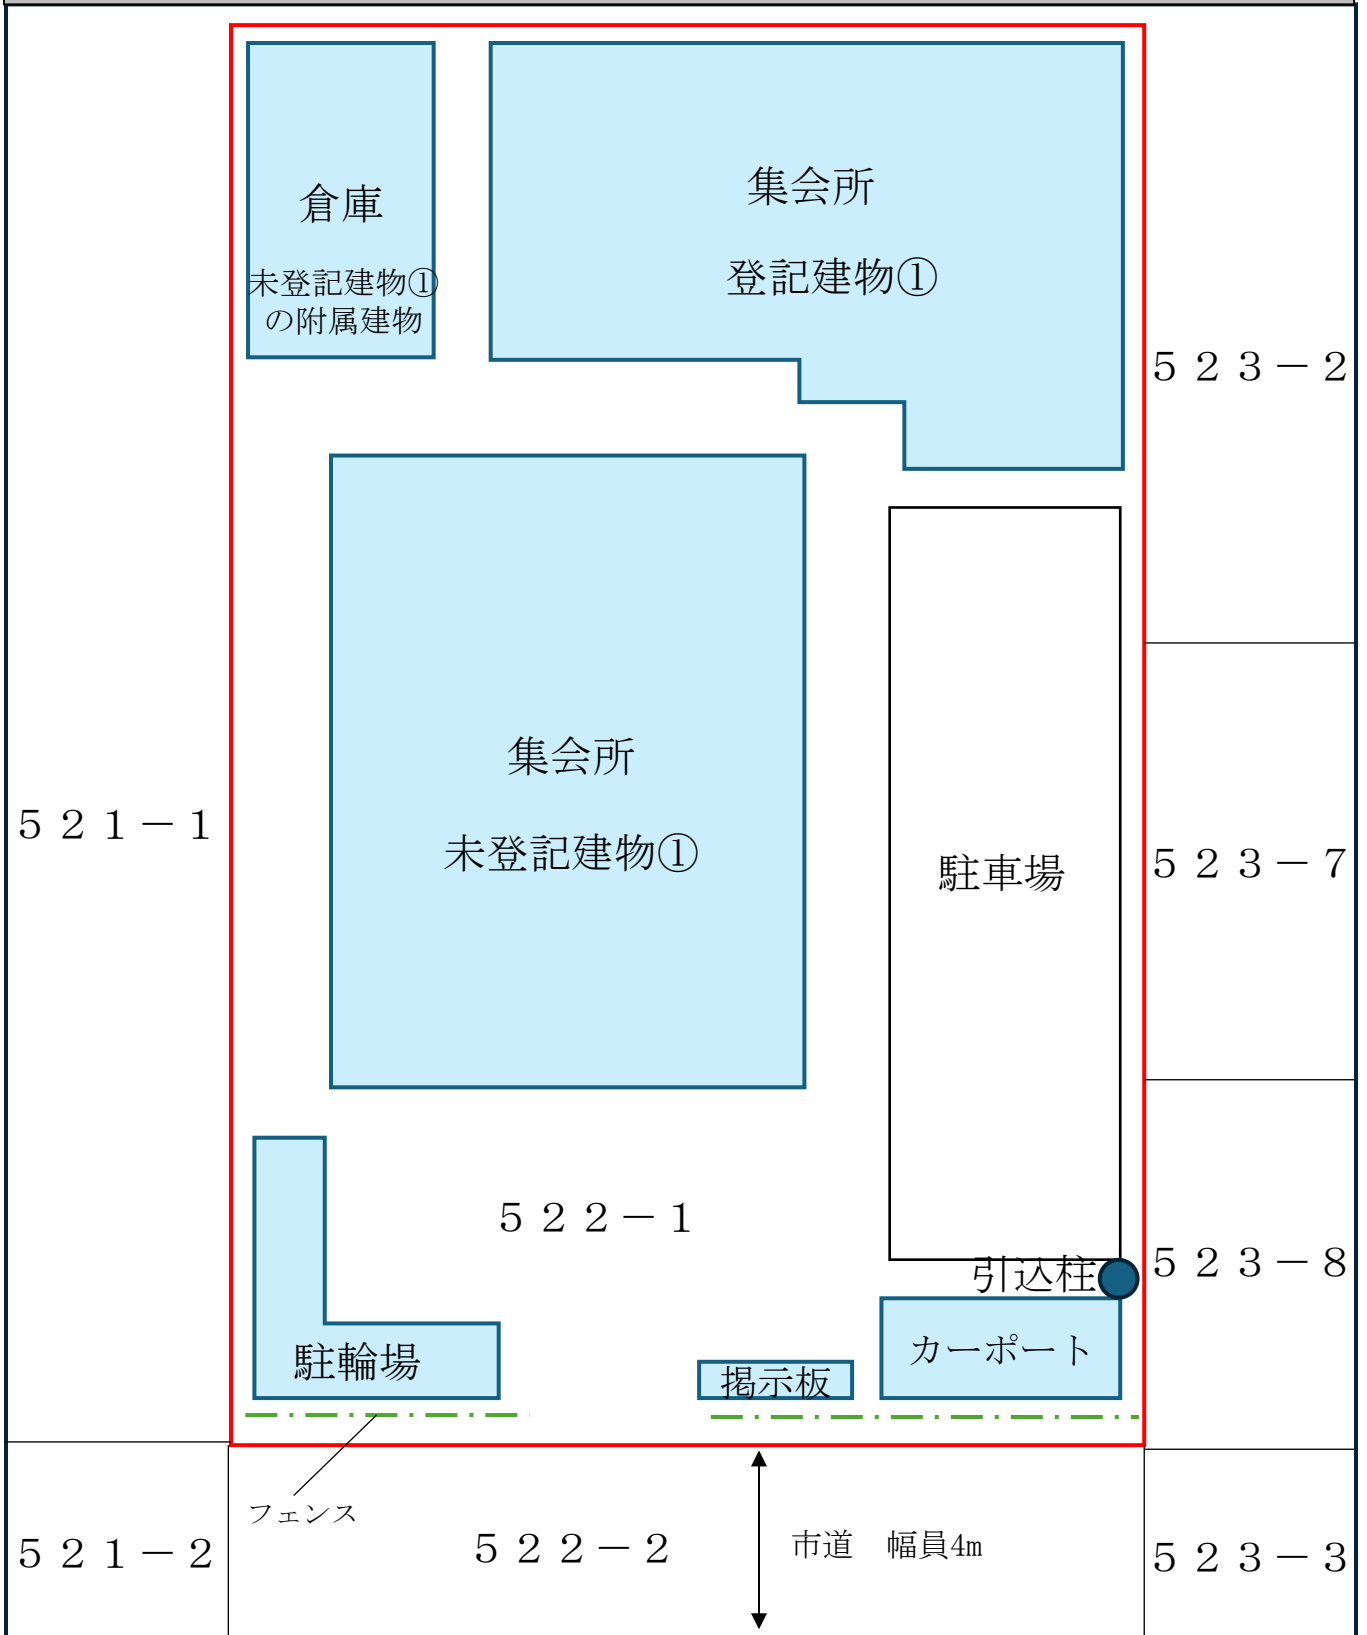 倉庫
未登記建物①
の附属建物
集会所
登記建物①
５２３－２
集会所
未登記建物①
５２１－１
駐車場
５２３－７
５２２－１
引込柱
５２３－８
カーポート
駐輪場
掲示板
フェンス
５２１－２
５２２－２
市道　幅員4m
５２３－３